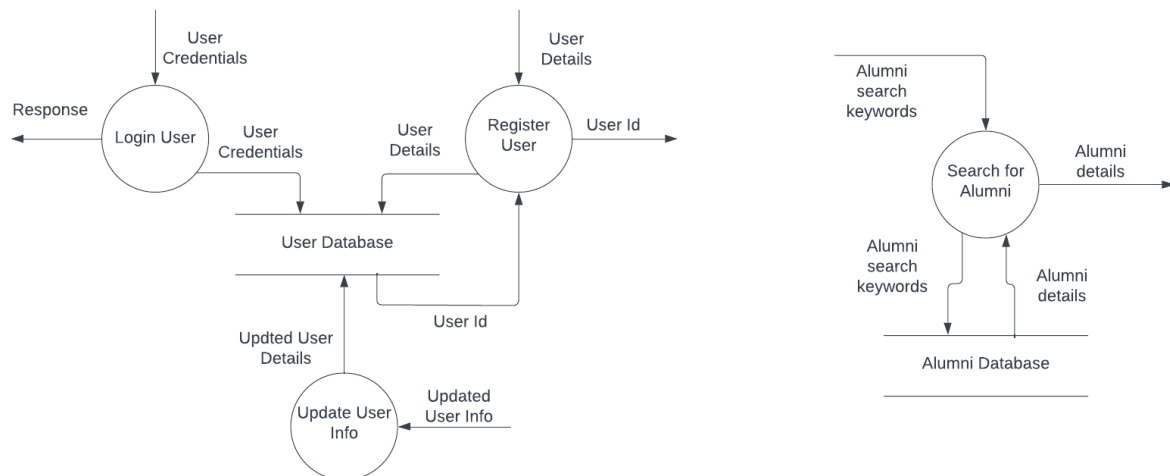 User
Credentials
User
Details
Response
Login User
User
Credentials
User
Details
Register
User
User Id
User Database
User Id
Updted User
Details
Update User
Info
Updated
User Info
Alumni
search
keywords
Search for
Alumni
Alumni
details
Alumni
search
keywords
Alumni
details
Alumni Database